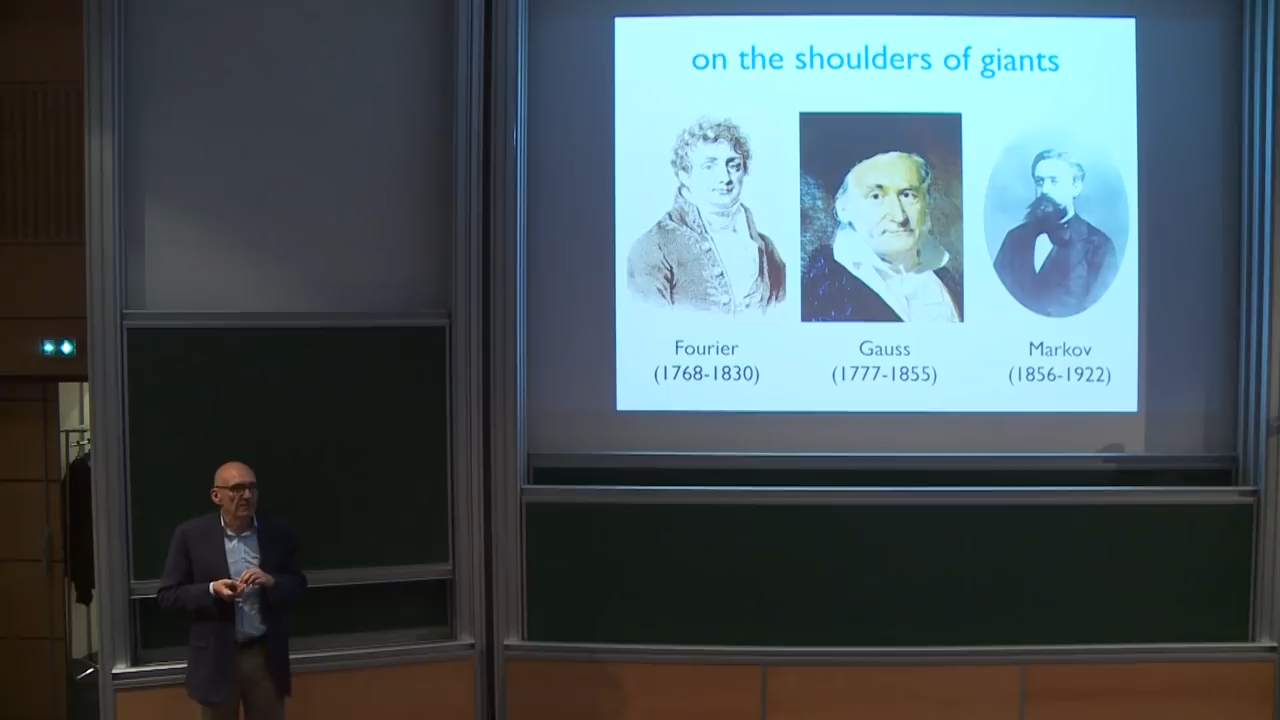 on the shoulders of giants
Fourier
(1768-1830)
Gauss
(1777-1855)
Markov
(1856-1922)